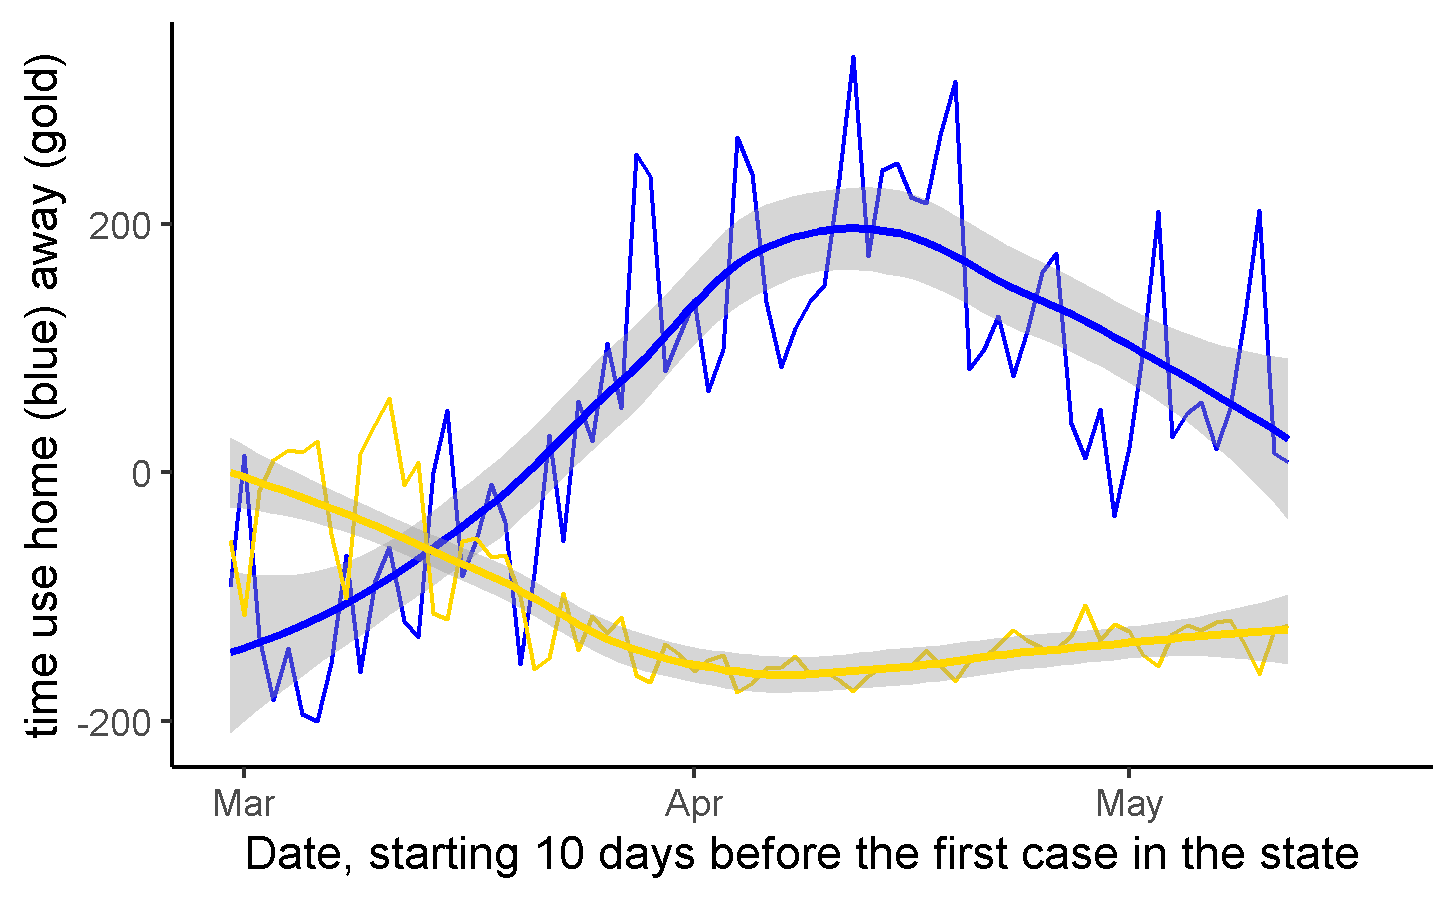 time use home (blue) away (gold)
200
0
-200
Mar Apr May
Date, starting 10 days before the first case in the state